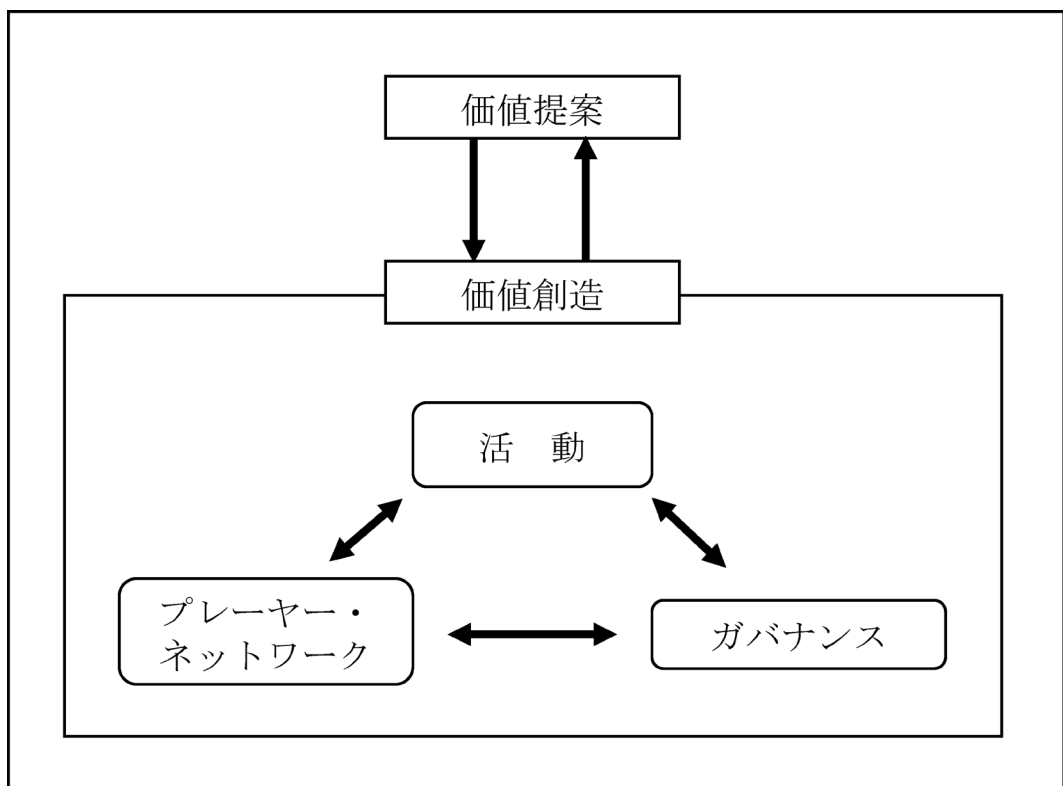 価値提案
価値創造
活　動
プレーヤー・
ネットワーク
ガバナンス